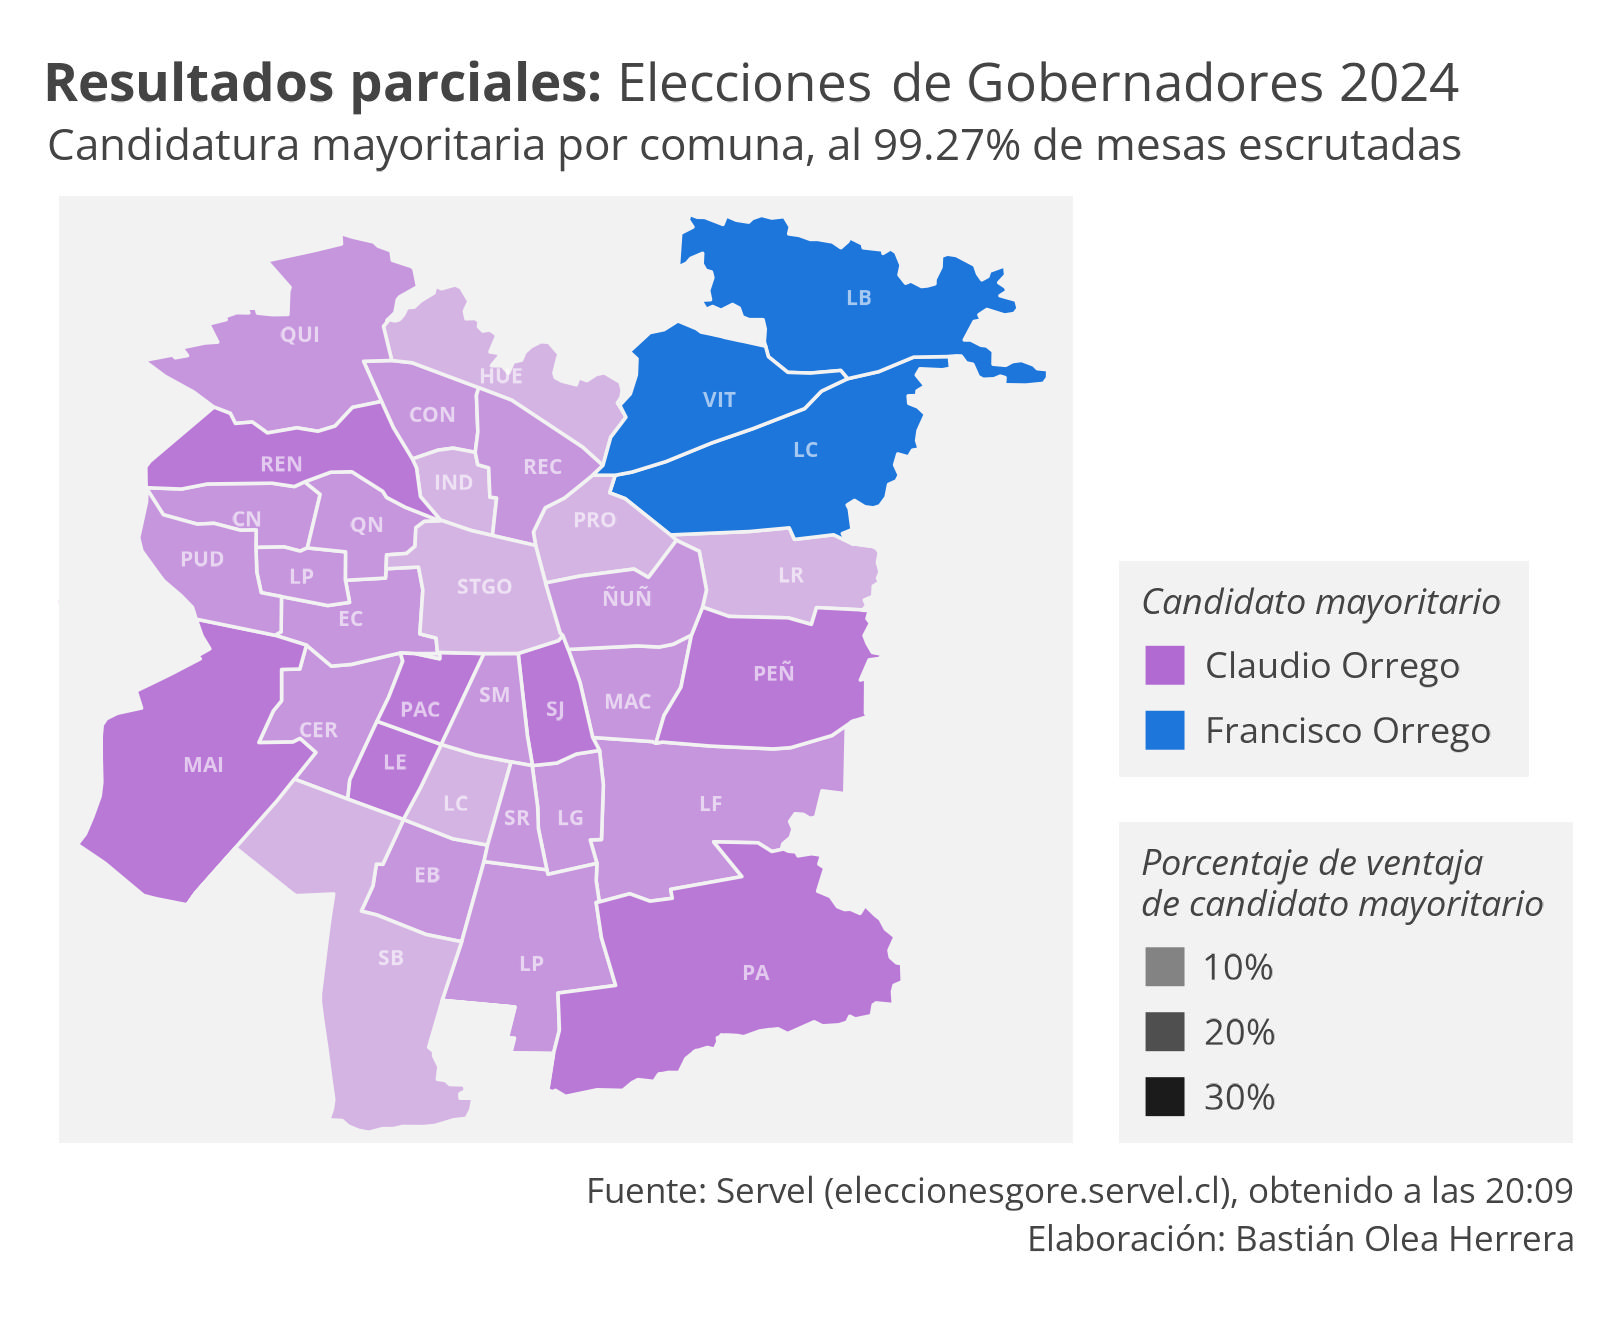 Resultados parciales: Elecciones de Gobernadores 2024
Candidatura mayoritaria por comuna, al 99.27% de mesas escrutadas
LB
QUI
HUE
VIT
CON
LC
REN
REC
IND
CN
QN
PRO
PUD
LP
STGO
LR
EC
ÑUÑ
PEÑ
SM
MAC
PAC
SJ
CER
MAI
LE
LC
SR
LG
LF
EB
SB
LP
PA
Candidato mayoritario
Claudio Orrego
Francisco Orrego
Porcentaje de ventaja
de candidato mayoritario
10%
20%
30%
Fuente: Servel (eleccionesgore.servel.cl), obtenido a las 20:09
Elaboración: Bastián Olea Herrera